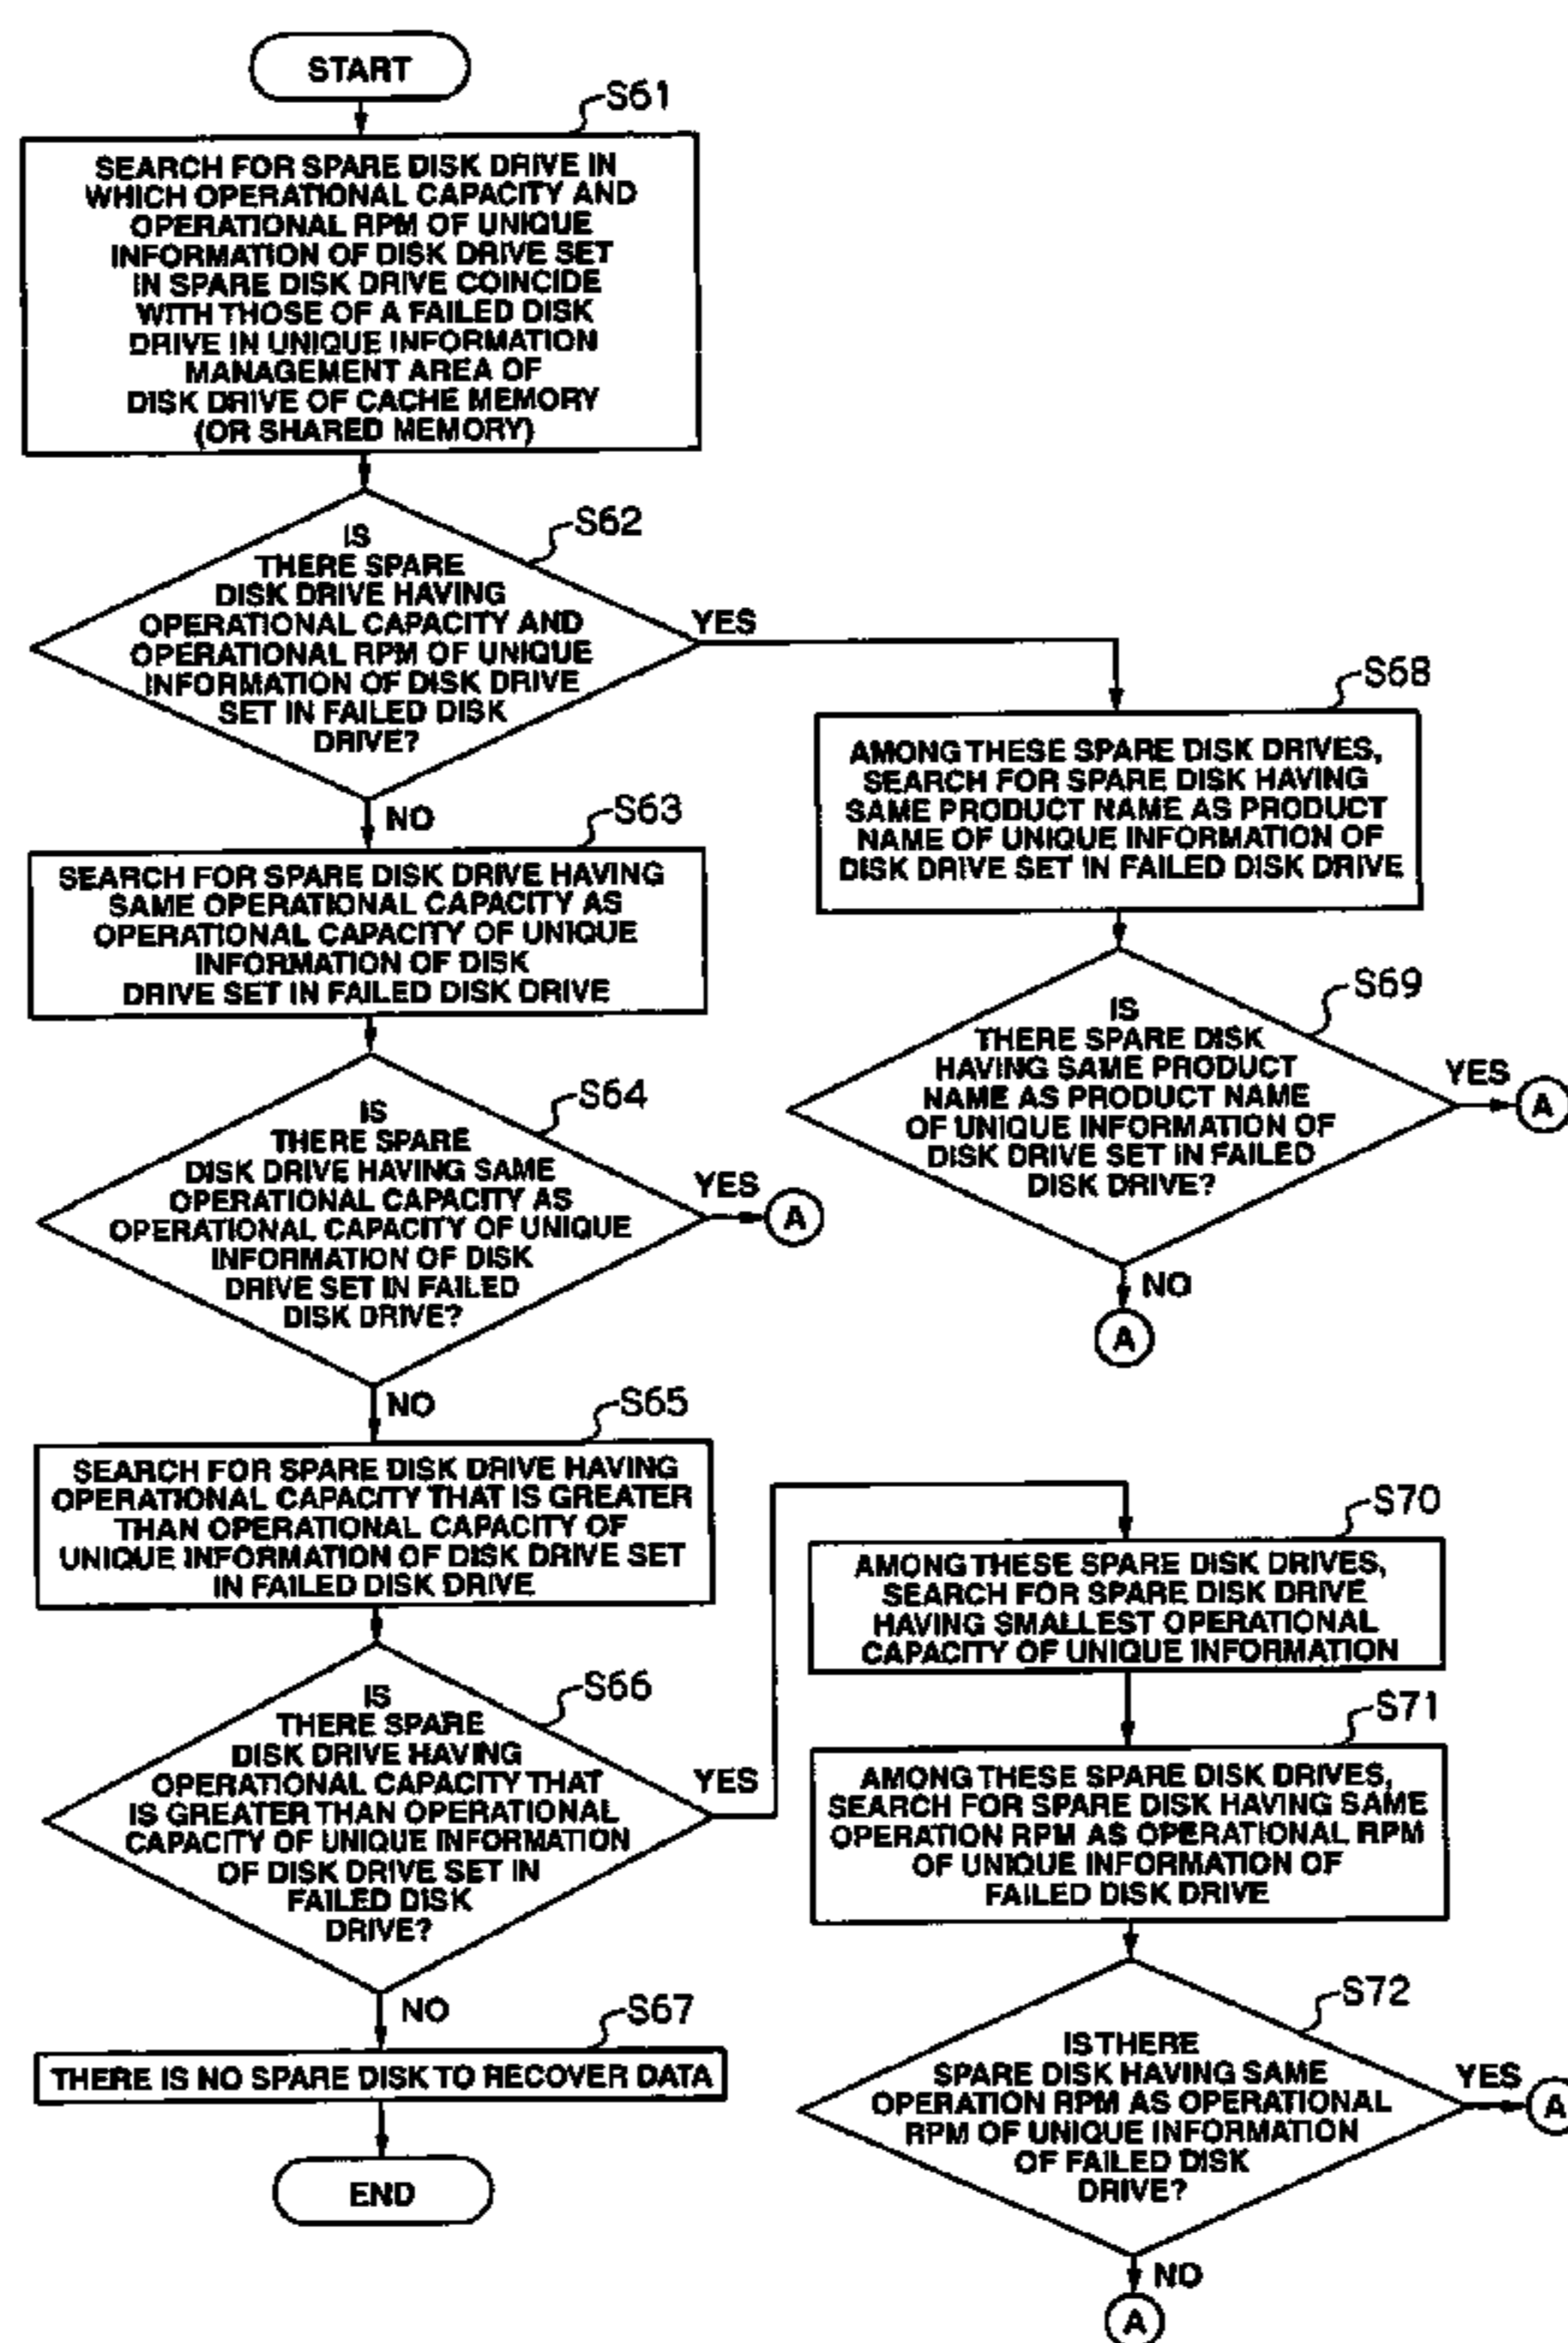 START
S61
SEARCH FOR SPARE DISK DRIVE IN
WHICH OPERATIONAL CAPACITY AND
OPERATIONAL RPM OF UNIQUE
INFORMATION OF DISK DRIVE SET
IN SPARE DISK DRIVE COINCIDE
WITH THOSE OF A FAILED DISK
DRIVE IN UNIQUE INFORMATION
MANAGEMENT AREA OF
DISK DRIVE OF CACHE MEMORY
(OR SHARED MEMORY)
S62
IS
THERE SPARE
DISK DRIVE HAVING
OPERATIONAL CAPACITY AND
OPERATIONAL RPM OF UNIQUE
INFORMATION OF DISK DRIVE
SET IN FAILED DISK
DRIVE?
YES
NO
S63
SEARCH FOR SPARE DISK DRIVE HAVING
SAME OPERATIONAL CAPACITY AS
OPERATIONAL CAPACITY OF UNIQUE
INFORMATION OF DISK
DRIVE SET IN FAILED DISK DRIVE
S64
IS
THERE SPARE
DISK DRIVE HAVING SAME
OPERATIONAL CAPACITY AS
OPERATIONAL CAPACITY OF UNIQUE
INFORMATION OF DISK
DRIVE SET IN FAILED
DISK DRIVE?
YES
A
NO
S65
SEARCH FOR SPARE DISK DRIVE HAVING
OPERATIONAL CAPACITY THAT IS GREATER
THAN OPERATIONAL CAPACITY OF
UNIQUE INFORMATION OF DISK DRIVE SET
IN FAILED DISK DRIVE
S66
IS
THERE SPARE
DISK DRIVE HAVING
OPERATIONAL CAPACITY THAT
IS GREATER THAN OPERATIONAL
CAPACITY OF UNIQUE INFORMATION
OF DISK DRIVE SET IN
FAILED DISK
DRIVE?
YES
NO
S67
THERE IS NO SPARE DISK TO RECOVER DATA
END
S68
AMONG THESE SPARE DISK DRIVES,
SEARCH FOR SPARE DISK HAVING
SAME PRODUCT NAME AS PRODUCT
NAME OF UNIQUE INFORMATION OF
DISK DRIVE SET IN FAILED DISK DRIVE
S69
IS
THERE SPARE DISK
HAVING SAME PRODUCT
NAME AS PRODUCT NAME
OF UNIQUE INFORMATION OF
DISK DRIVE SET IN FAILED
DISK DRIVE?
YES
A
NO
A
S70
AMONG THESE SPARE DISK DRIVES,
SEARCH FOR SPARE DISK DRIVE
HAVING SMALLEST OPERATIONAL
CAPACITY OF UNIQUE INFORMATION
S71
AMONG THESE SPARE DISK DRIVES,
SEARCH FOR SPARE DISK HAVING SAME
OPERATION RPM AS OPERATIONAL RPM
OF UNIQUE INFORMATION OF
FAILED DISK DRIVE
S72
IS THERE
SPARE DISK HAVING SAME
OPERATION RPM AS OPERATIONAL
RPM OF UNIQUE INFORMATION
OF FAILED DISK
DRIVE?
YES
A
NO
A